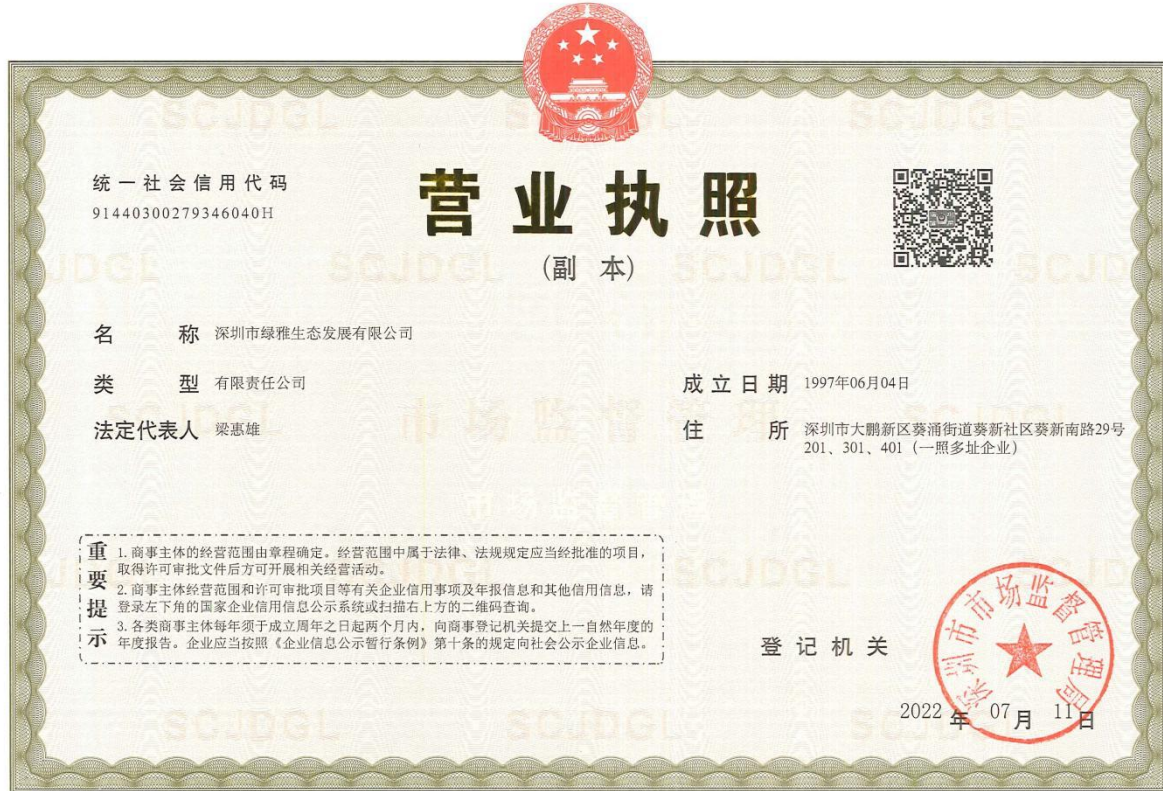 统一社会信用代码
91440300279346040H
营业执照
(副 本)
名 称 深圳市绿雅生态发展有限公司
类 型 有限责任公司
成立日期 1997年06月04日
法定代表人 梁惠雄
住 所 深圳市大鹏新区葵涌街道葵新社区葵新南路29号
201、301、401（一照多址企业）
重要提示
1. 商事主体的经营范围由章程确定。经营范围中属于法律、法规规定应当经批准的项目，
取得许可审批文件后方可开展相关经营活动。
2. 商事主体经营范围和许可审批项目等有关企业信用事项及年报信息和其他信用信息，请
登录左下角的国家企业信用信息公示系统或扫描右上方的二维码查询。
3. 各类商事主体每年须于成立周年之日起两个月内，向商事登记机关提交上一自然年度的
年度报告。企业应当按照《企业信息公示暂行条例》第十条的规定向社会公示企业信息。
登记机关
深圳市市场监督管理局
2022 年 07 月 11 日
SCJDGL
市场监督管理